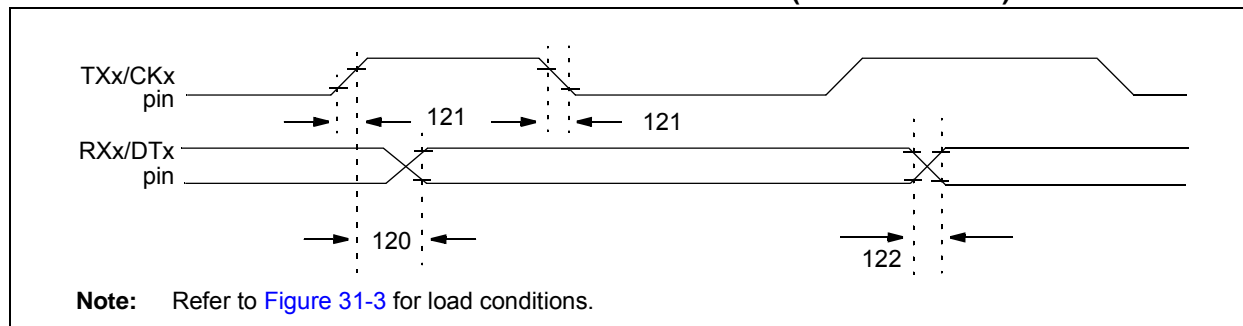 TXx/CKx
pin
121
121
RXx/DTx
pin
120
122
Note: Refer to Figure 31-3 for load conditions.